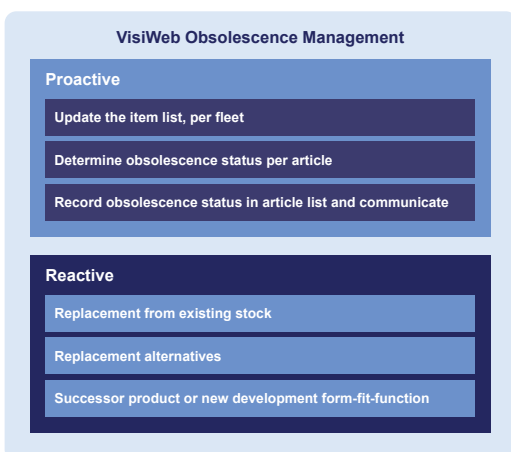 VisiWeb Obsolescence Management
Proactive
Update the item list, per fleet
Determine obsolescence status per article
Record obsolescence status in article list and communicate
Reactive
Replacement from existing stock
Replacement alternatives
Successor product or new development form-fit-function